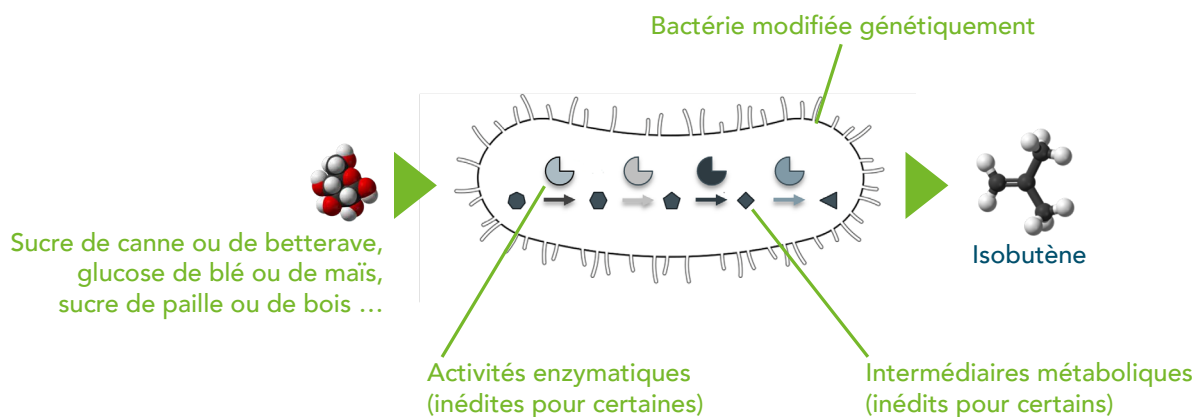 Bactérie modifiée génétiquement
Sucre de canne ou de betterave,
glucose de blé ou de maïs,
sucre de paille ou de bois …
Isobutène
Activités enzymatiques
(inédites pour certaines)
Intermédiaires métaboliques
(inédits pour certains)